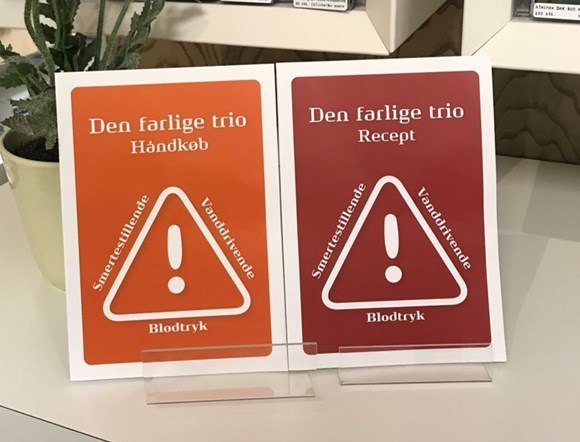 Den farlige trio
Håndkøb
Smertestillende
Vanddrivende
Blodtryk
Den farlige trio
Recept
Smertestillende
Vanddrivende
Blodtryk